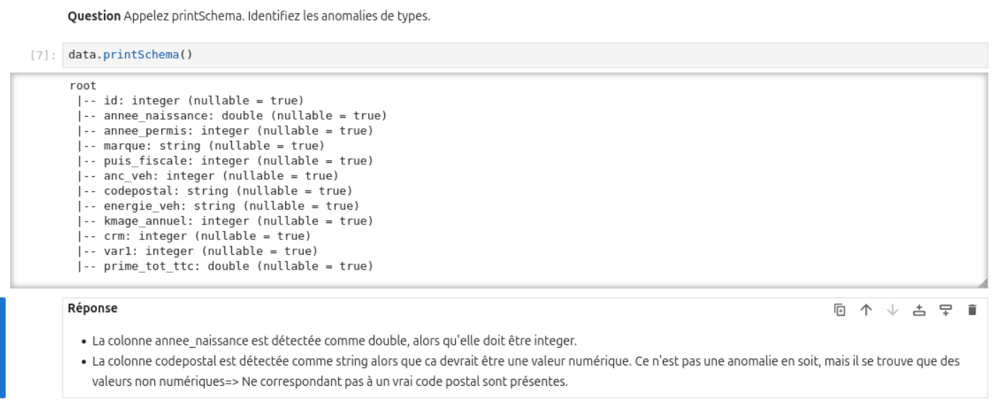 Question Appelez printSchema. Identifiez les anomalies de types.
[7]: data.printSchema()
root
|-- id: integer (nullable = true)
|-- annee_naissance: double (nullable = true)
|-- annee_permis: integer (nullable = true)
|-- marque: string (nullable = true)
|-- puis_fiscale: integer (nullable = true)
|-- anc_veh: integer (nullable = true)
|-- codepostal: string (nullable = true)
|-- energie_veh: string (nullable = true)
|-- kmage_annuel: integer (nullable = true)
|-- crm: integer (nullable = true)
|-- var1: integer (nullable = true)
|-- prime_tot_ttc: double (nullable = true)
Réponse
• La colonne annee_naissance est détectée comme double, alors qu'elle doit être integer.
• La colonne codepostal est détectée comme string alors que ca devrait être une valeur numérique. Ce n'est pas une anomalie en soit, mais il se trouve que des
valeurs non numériques=> Ne correspondant pas à un vrai code postal sont présentes.